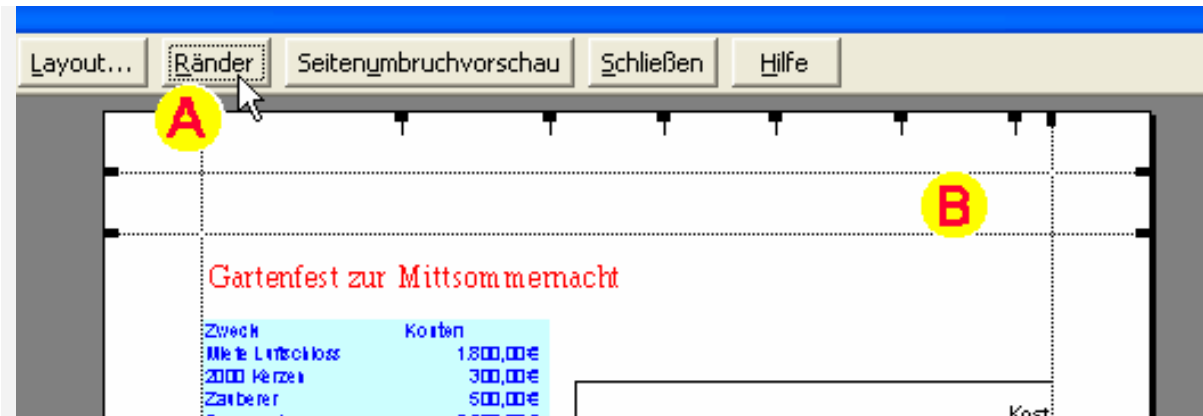 Layout... Ränder Seitenumbruchvorschau Schließen Hilfe
A
B
Gartenfest zur Mittsommernacht
Zweck Kosten
Miete Luftschloss 1.800,00€
2000 Kerzen 300,00€
Zauberer 500,00€
Kost